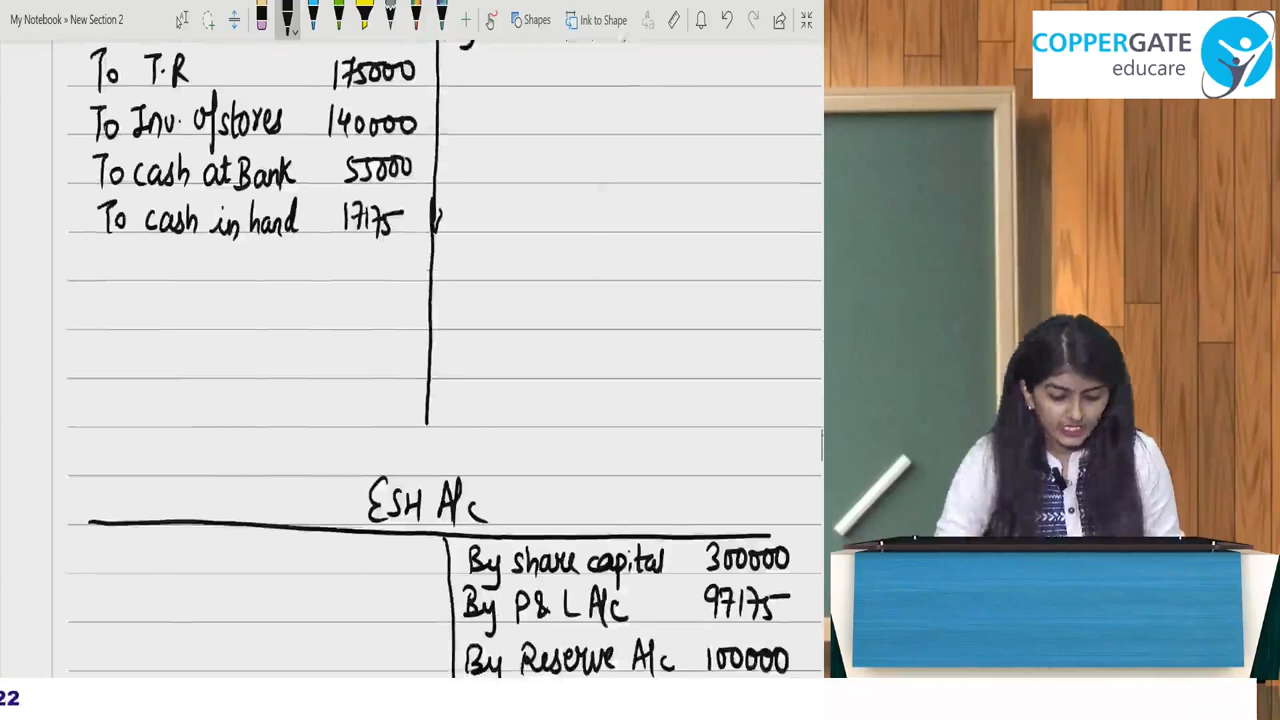 My Notebook » New Section 2
Shapes
Ink to Shape
COPPERGATE
educare
To T.R 175000
To Inv. of stores 140000
To cash at Bank 55000
To cash in hand 17175
ESH A/c
By share capital 300000
By P & L A/c 97175
By Reserve A/c 100000
22